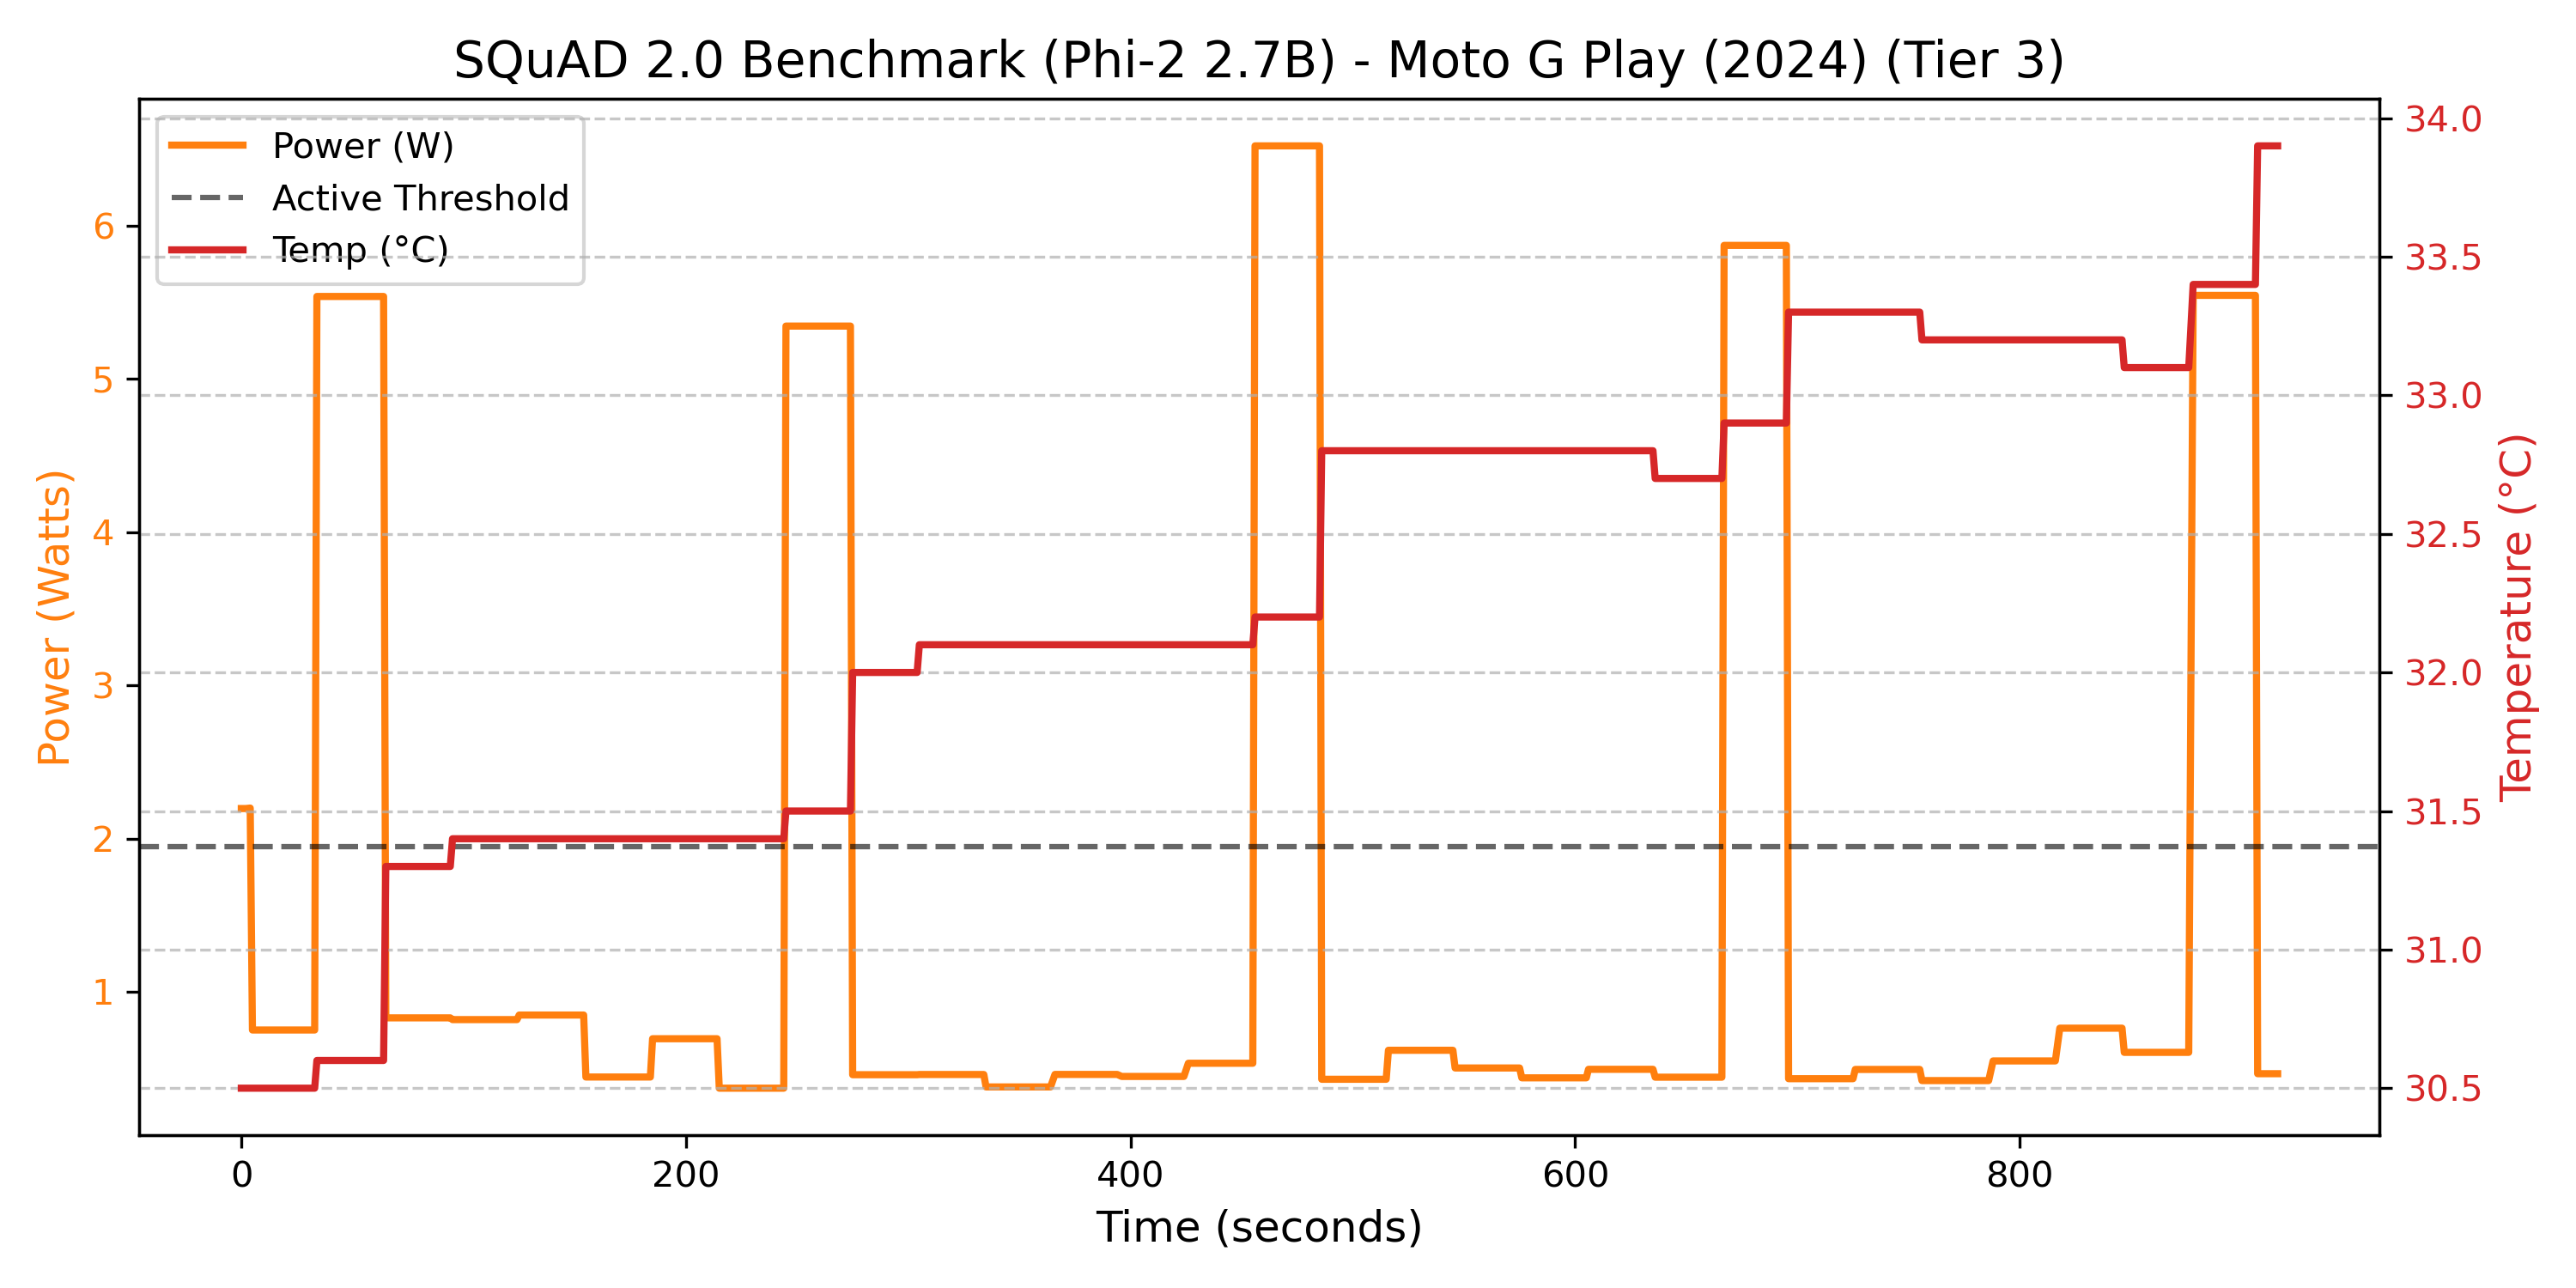 SQuAD 2.0 Benchmark (Phi-2 2.7B) - Moto G Play (2024) (Tier 3)
Power (W)
Active Threshold
Temp (°C)
Power (Watts)
6
5
4
3
2
1
34.0
33.5
33.0
32.5
32.0
31.5
31.0
30.5
Temperature (°C)
0 200 400 600 800
Time (seconds)